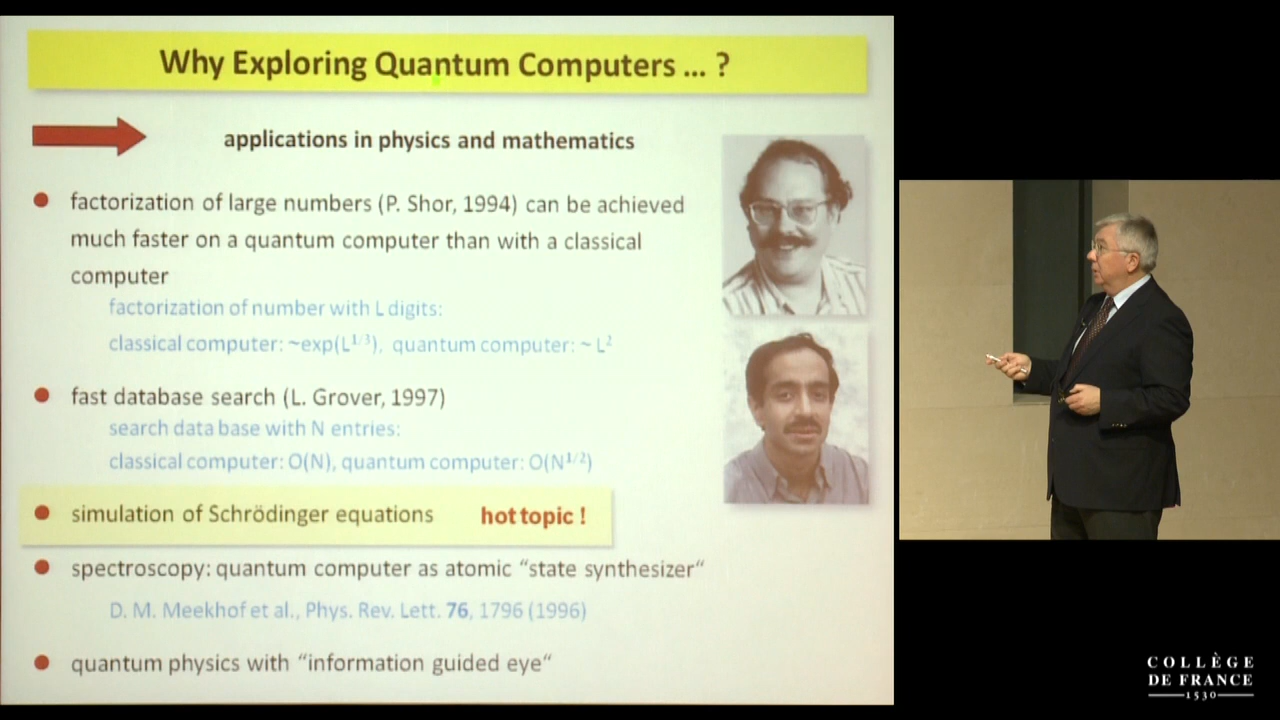 Why Exploring Quantum Computers ... ?
applications in physics and mathematics
factorization of large numbers (P. Shor, 1994) can be achieved
much faster on a quantum computer than with a classical
computer
factorization of number with L digits:
classical computer: ~exp(L^1/3), quantum computer: ~ L^2
fast database search (L. Grover, 1997)
search data base with N entries:
classical computer: O(N), quantum computer: O(N^1/2)
simulation of Schrödinger equations hot topic !
spectroscopy: quantum computer as atomic “state synthesizer“
D. M. Meekhof et al., Phys. Rev. Lett. 76, 1796 (1996)
quantum physics with “information guided eye“
COLLÈGE
DE FRANCE
1530